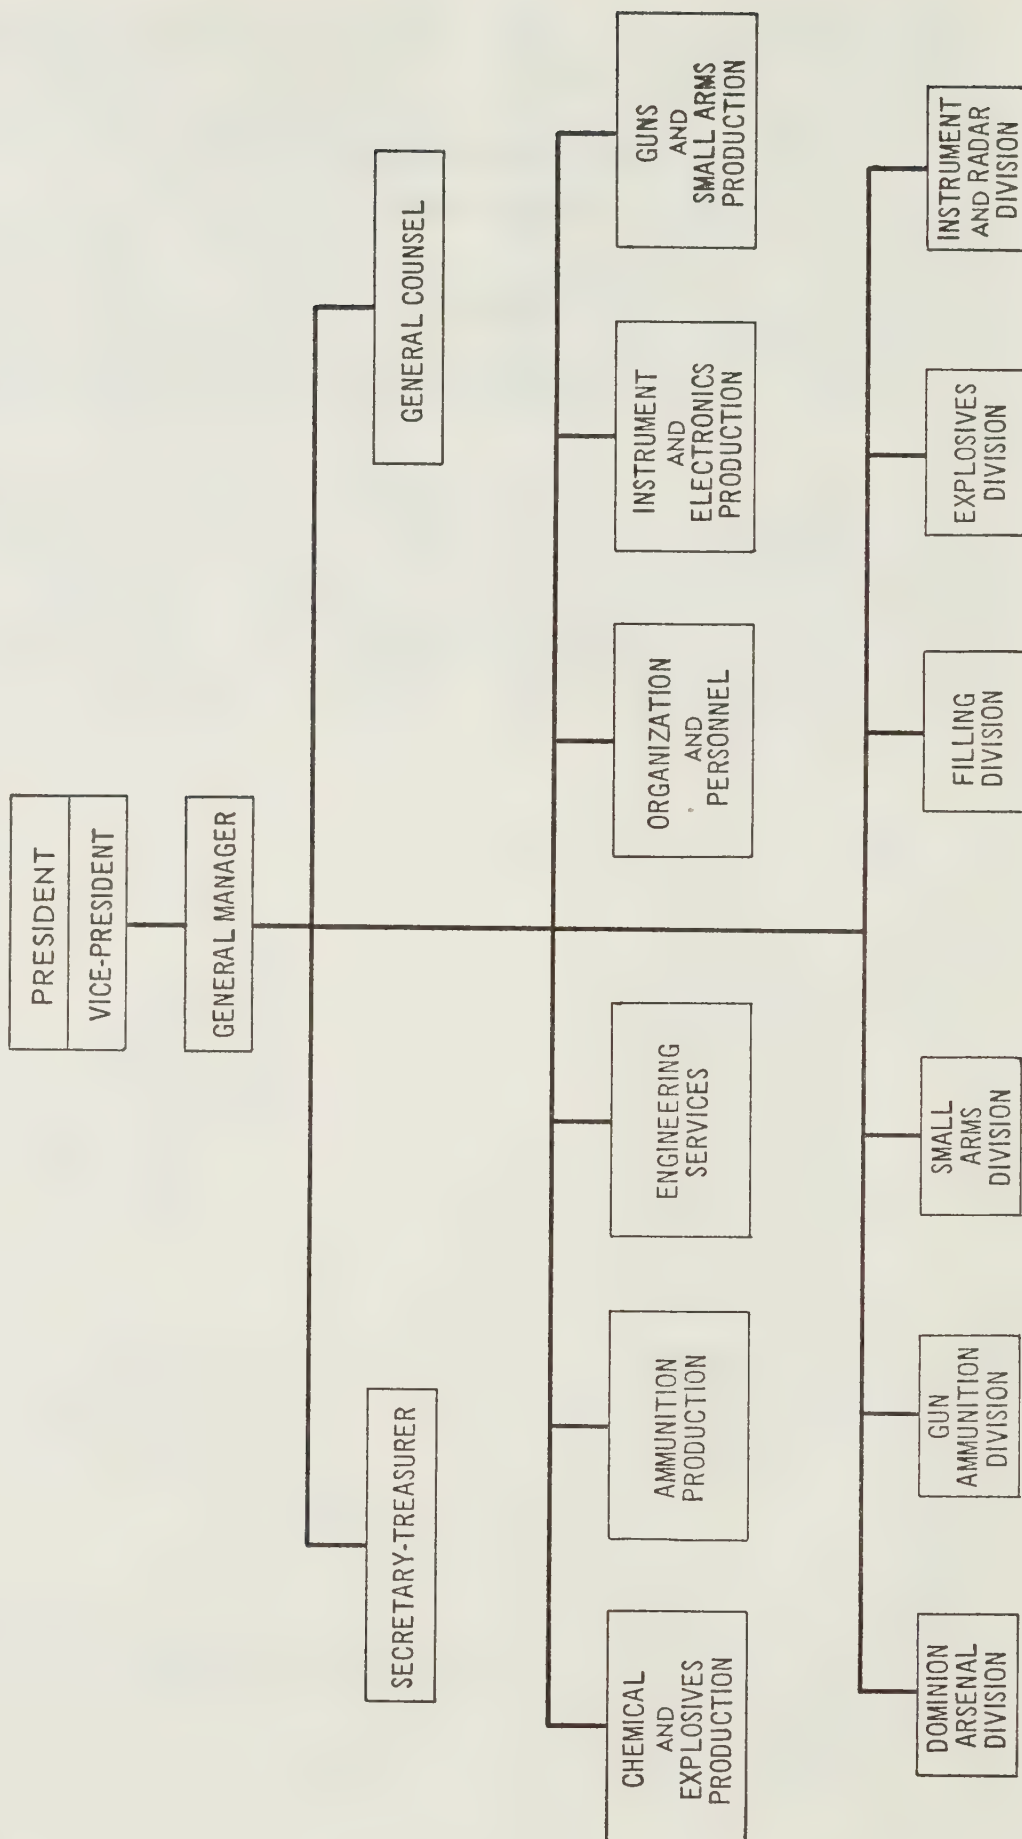 PRESIDENT
VICE-PRESIDENT
GENERAL MANAGER
SECRETARY-TREASURER
GENERAL COUNSEL
CHEMICAL
AND
EXPLOSIVES
PRODUCTION
AMMUNITION
PRODUCTION
ENGINEERING
SERVICES
ORGANIZATION
AND
PERSONNEL
INSTRUMENT
AND
ELECTRONICS
PRODUCTION
GUNS
AND
SMALL ARMS
PRODUCTION
DOMINION
ARSENAL
DIVISION
GUN
AMMUNITION
DIVISION
SMALL
ARMS
DIVISION
FILLING
DIVISION
EXPLOSIVES
DIVISION
INSTRUMENT
AND RADAR
DIVISION